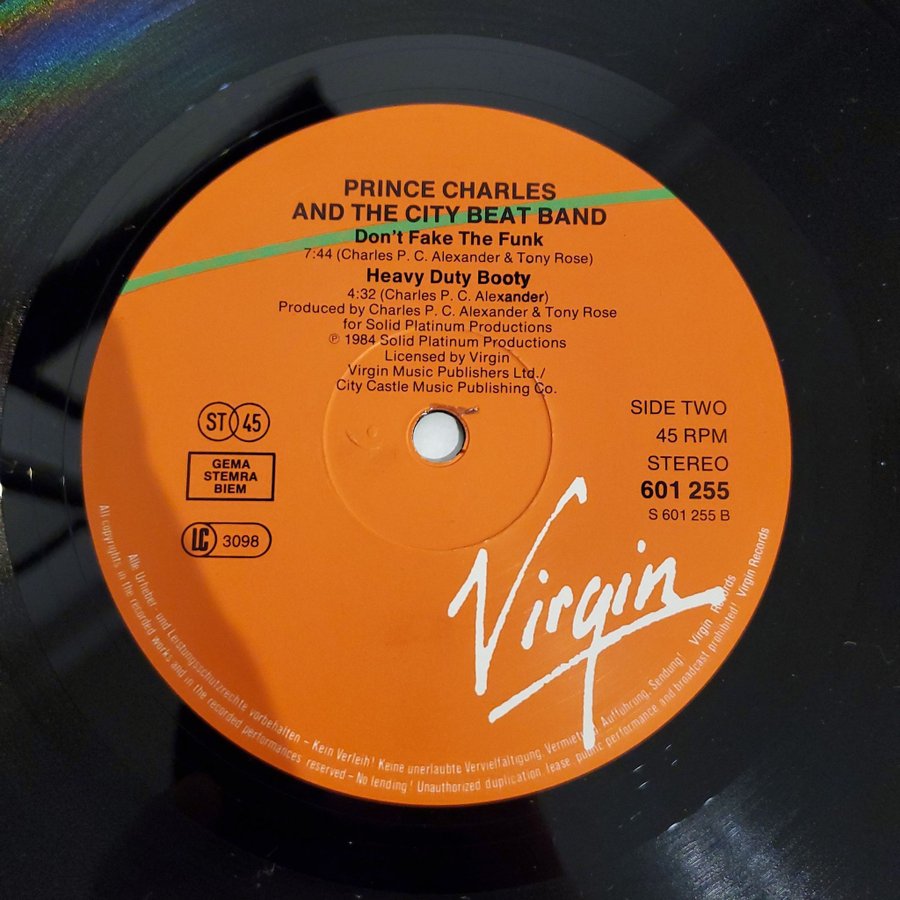 PRINCE CHARLES
AND THE CITY BEAT BAND
Don't Fake The Funk
7:44 (Charles P. C. Alexander & Tony Rose)
Heavy Duty Booty
4:32 (Charles P. C. Alexander)
Produced by Charles P. C. Alexander & Tony Rose
for Solid Platinum Productions
℗ 1984 Solid Platinum Productions
Licensed by Virgin
Virgin Music Publishers Ltd./
City Castle Music Publishing Co.
ST 45
GEMA
STEMRA
BIEM
LC 3098
SIDE TWO
45 RPM
STEREO
601 255
S 601 255 B
Virgin
Alle Urheber- und Leistungsschutzrechte vorbehalten – Kein Verleih! Keine unerlaubte Vervielfältigung, Vermiet Aufführung, Sendung! Virgin Records
All copyrights in the recorded works and in the recorded performances reserved – No lending! Unauthorized duplication, lease, public performance and broadcast prohibited! Virgin Records